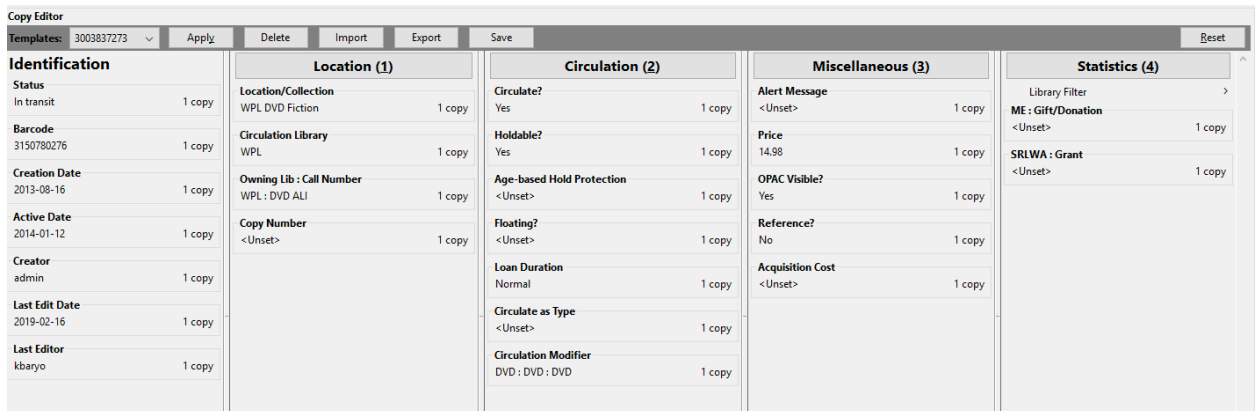 Copy Editor
Templates: 3003837273 Apply Delete Import Export Save Reset
Identification
Status
In transit 1 copy
Barcode
3150780276 1 copy
Creation Date
2013-08-16 1 copy
Active Date
2014-01-12 1 copy
Creator
admin 1 copy
Last Edit Date
2019-02-16 1 copy
Last Editor
kbaryo 1 copy
Location (1)
Location/Collection
WPL DVD Fiction 1 copy
Circulation Library
WPL 1 copy
Owning Lib : Call Number
WPL : DVD ALI 1 copy
Copy Number
<Unset> 1 copy
Circulation (2)
Circulate?
Yes 1 copy
Holdable?
Yes 1 copy
Age-based Hold Protection
<Unset> 1 copy
Floating?
<Unset> 1 copy
Loan Duration
Normal 1 copy
Circulate as Type
<Unset> 1 copy
Circulation Modifier
DVD : DVD : DVD 1 copy
Miscellaneous (3)
Alert Message
<Unset> 1 copy
Price
14.98 1 copy
OPAC Visible?
Yes 1 copy
Reference?
No 1 copy
Acquisition Cost
<Unset> 1 copy
Statistics (4)
Library Filter >
ME : Gift/Donation
<Unset> 1 copy
SRLWA : Grant
<Unset> 1 copy